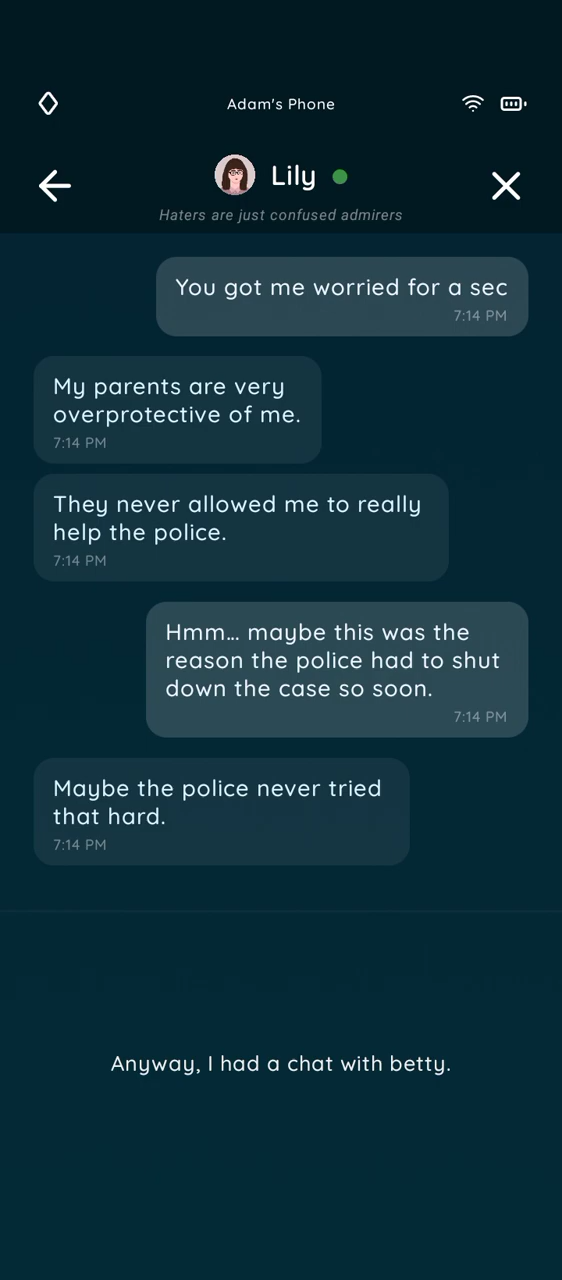 Adam's Phone
Lily
Haters are just confused admirers
You got me worried for a sec
7:14 PM
My parents are very
overprotective of me.
7:14 PM
They never allowed me to really
help the police.
7:14 PM
Hmm... maybe this was the
reason the police had to shut
down the case so soon.
7:14 PM
Maybe the police never tried
that hard.
7:14 PM
Anyway, I had a chat with betty.